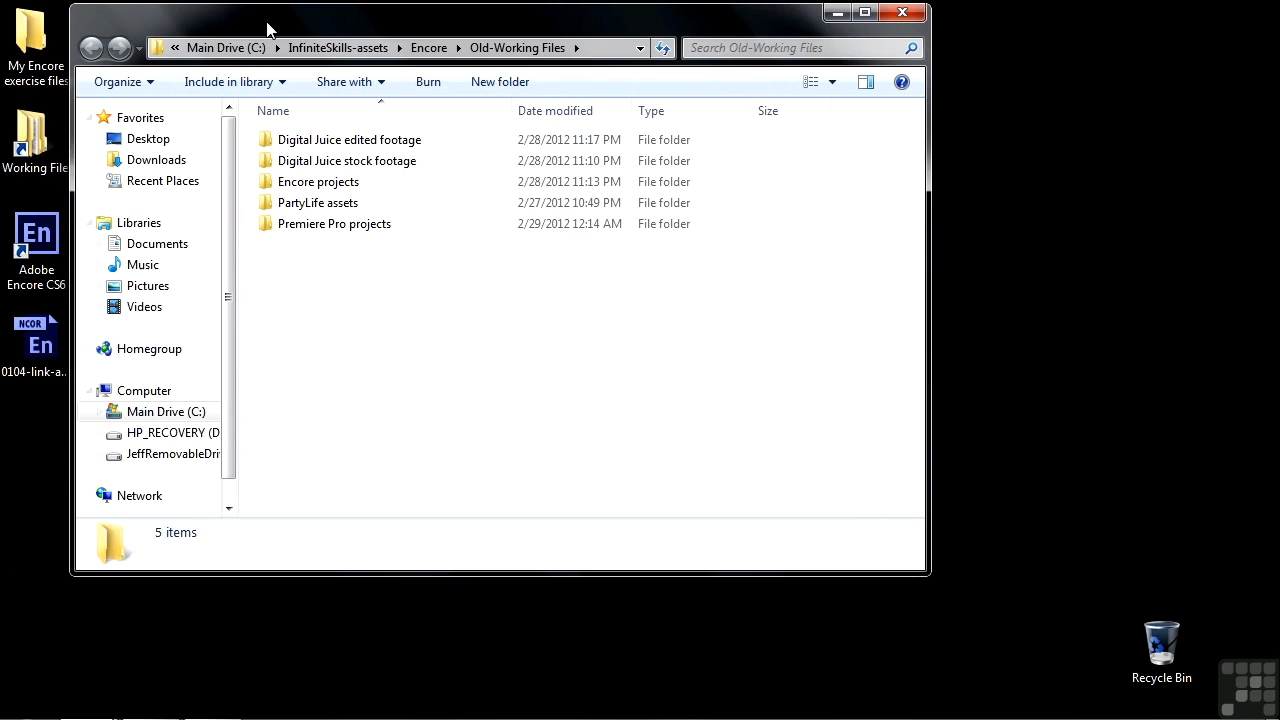 My Encore
exercise files
Working File
En
Adobe
Encore CS6
NCOR
En
0104-link-a...
« Main Drive (C:) InfiniteSkills-assets Encore Old-Working Files
Search Old-Working Files
Organize Include in library Share with Burn New folder
Name Date modified Type Size
Favorites
Desktop
Downloads
Recent Places
Libraries
Documents
Music
Pictures
Videos
Homegroup
Computer
Main Drive (C:)
HP_RECOVERY (D
JeffRemovableDri
Network
Digital Juice edited footage 2/28/2012 11:17 PM File folder
Digital Juice stock footage 2/28/2012 11:10 PM File folder
Encore projects 2/28/2012 11:13 PM File folder
PartyLife assets 2/27/2012 10:49 PM File folder
Premiere Pro projects 2/29/2012 12:14 AM File folder
5 items
Recycle Bin